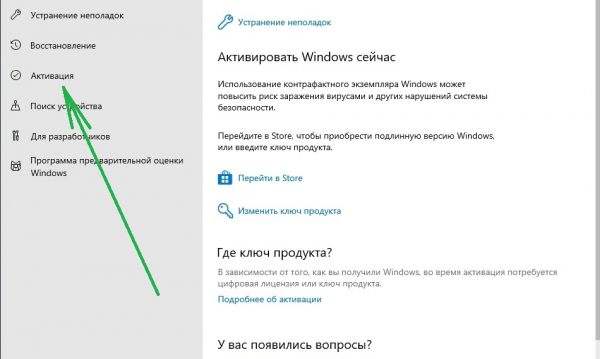 Устранение неполадок
Восстановление
Активация
Поиск устройства
Для разработчиков
Программа предварительной оценки
Windows
Устранение неполадок
Активировать Windows сейчас
Использование контрафактного экземпляра Windows может
повысить риск заражения вирусами и других нарушений системы
безопасности.
Перейдите в Store, чтобы приобрести подлинную версию Windows,
или введите ключ продукта.
Перейти в Store
Изменить ключ продукта
Где ключ продукта?
В зависимости от того, как вы получили Windows, во время активация потребуется
цифровая лицензия или ключ продукта.
Подробнее об активации
У вас появились вопросы?